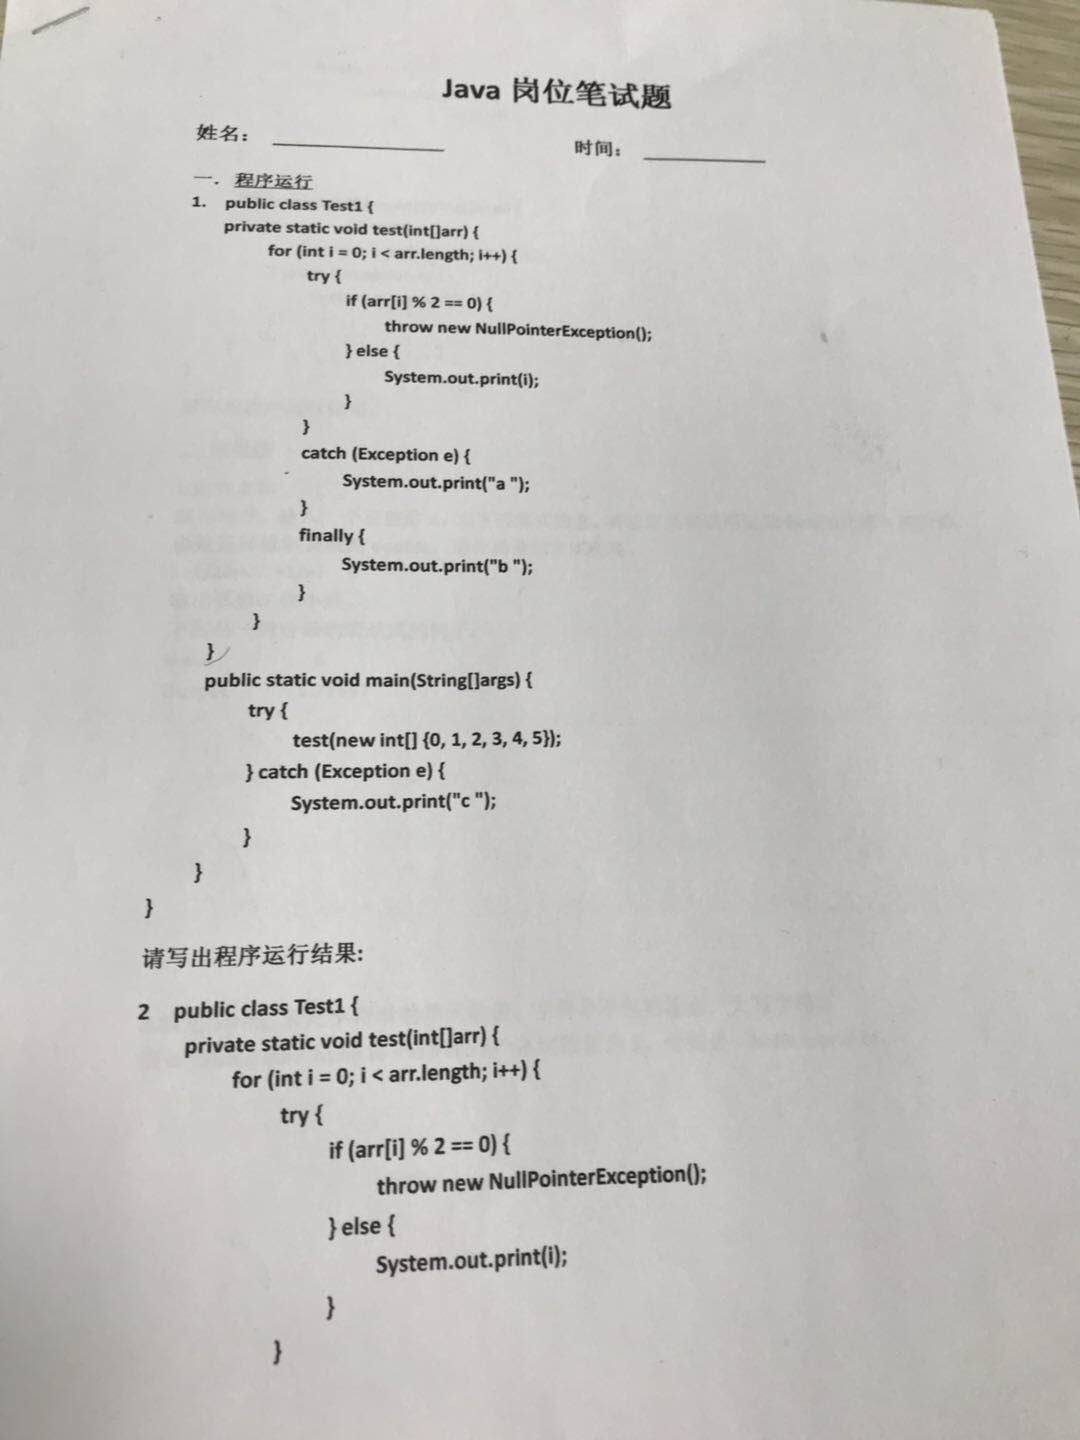 Java 岗位笔试题
姓名： 时间：
一．程序运行
1. public class Test1 {
private static void test(int[]arr) {
for (int i = 0; i < arr.length; i++) {
try {
if (arr[i] % 2 == 0) {
throw new NullPointerException();
} else {
System.out.print(i);
}
}
catch (Exception e) {
System.out.print("a ");
}
finally {
System.out.print("b ");
}
}
}
public static void main(String[]args) {
try {
test(new int[] {0, 1, 2, 3, 4, 5});
} catch (Exception e) {
System.out.print("c ");
}
}
}
请写出程序运行结果:
2 public class Test1 {
private static void test(int[]arr) {
for (int i = 0; i < arr.length; i++) {
try {
if (arr[i] % 2 == 0) {
throw new NullPointerException();
} else {
System.out.print(i);
}
}